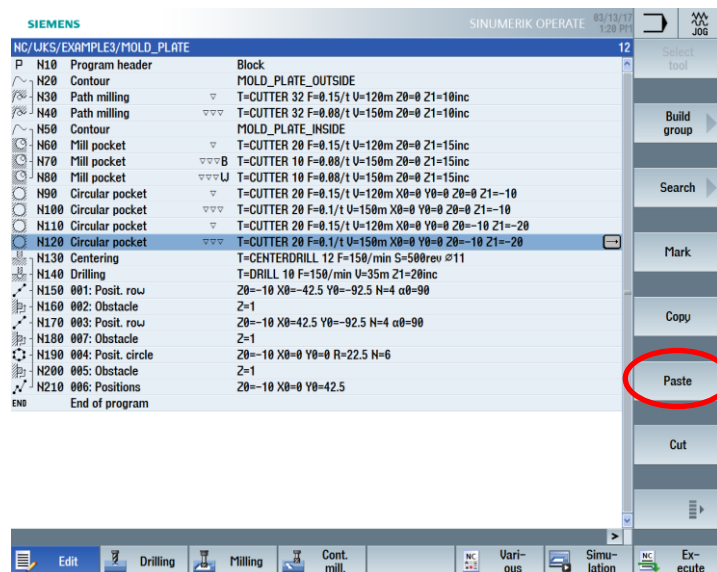 SIEMENS SINUMERIK OPERATE 03/13/17 1:20 PM JOG
NC/WKS/EXAMPLE3/MOLD_PLATE 12
Select tool
P N10 Program header Block
N20 Contour MOLD_PLATE_OUTSIDE
N30 Path milling ▽ T=CUTTER 32 F=0.15/t V=120m Z0=0 Z1=10inc
N40 Path milling ▽▽▽ T=CUTTER 32 F=0.08/t V=150m Z0=0 Z1=10inc
N50 Contour MOLD_PLATE_INSIDE
N60 Mill pocket ▽ T=CUTTER 20 F=0.15/t V=120m Z0=0 Z1=15inc
N70 Mill pocket ▽▽▽B T=CUTTER 10 F=0.08/t V=150m Z0=0 Z1=15inc
N80 Mill pocket ▽▽▽W T=CUTTER 10 F=0.08/t V=150m Z0=0 Z1=15inc
N90 Circular pocket ▽ T=CUTTER 20 F=0.15/t V=120m X0=0 Y0=0 Z0=0 Z1=-10
N100 Circular pocket ▽▽▽ T=CUTTER 20 F=0.1/t V=150m X0=0 Y0=0 Z0=0 Z1=-10
N110 Circular pocket ▽ T=CUTTER 20 F=0.15/t V=120m X0=0 Y0=0 Z0=-10 Z1=-20
N120 Circular pocket ▽▽▽ T=CUTTER 20 F=0.1/t V=150m X0=0 Y0=0 Z0=-10 Z1=-20
N130 Centering T=CENTERDRILL 12 F=150/min S=500rev ⌀11
N140 Drilling T=DRILL 10 F=150/min V=35m Z1=20inc
N150 001: Posit. row Z0=-10 X0=-42.5 Y0=-92.5 N=4 α0=90
N160 002: Obstacle Z=1
N170 003: Posit. row Z0=-10 X0=42.5 Y0=-92.5 N=4 α0=90
N180 007: Obstacle Z=1
N190 004: Posit. circle Z0=-10 X0=0 Y0=0 R=22.5 N=6
N200 005: Obstacle Z=1
N210 006: Positions Z0=-10 X0=0 Y0=42.5
END End of program
Build group
Search
Mark
Copy
Paste
Cut
Edit Drilling Milling Cont. mill. NC Vari- ous Simu- lation NC Ex- ecute